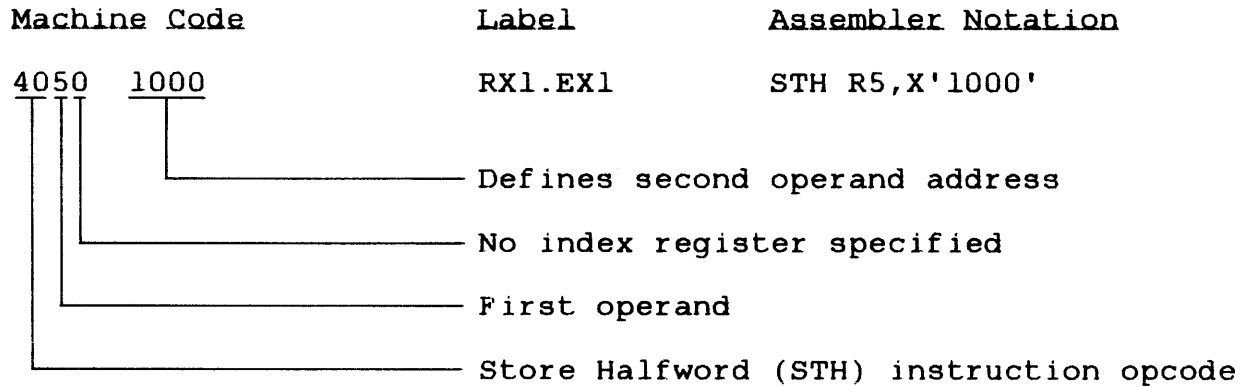 Machine Code Label Assembler Notation
4050 1000 RX1.EX1 STH R5,X'1000'
Defines second operand address
No index register specified
First operand
Store Halfword (STH) instruction opcode